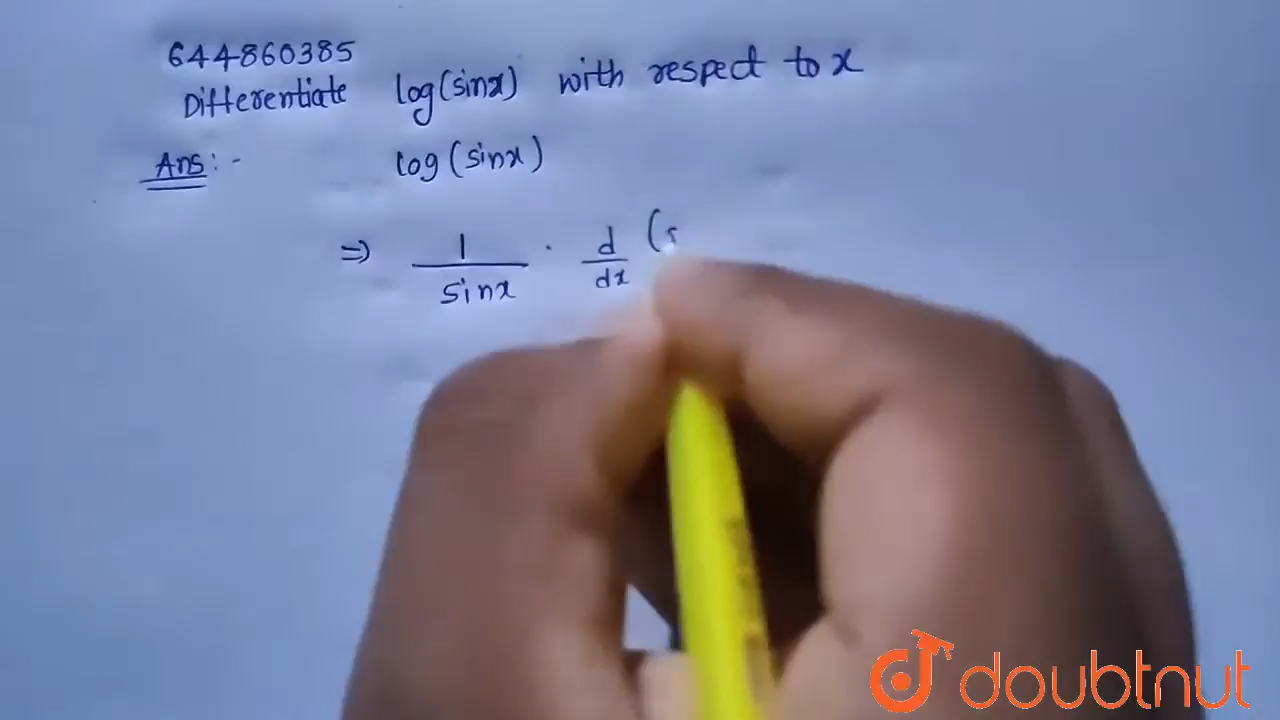 644860385
Differentiate log(sinx) with respect to x
Ans:- log(sinx)
⇒ 1/sinx · d/dx (s
doubtnut